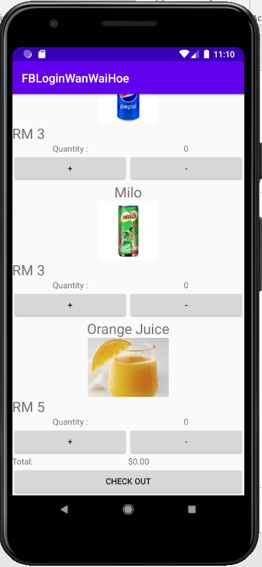 11:10
FBLoginWanWaiHoe
pepsi
RM 3
Quantity : 0
+ -
Milo
MILO
RM 3
Quantity : 0
+ -
Orange Juice
RM 5
Quantity : 0
+ -
Total: $0.00
CHECK OUT